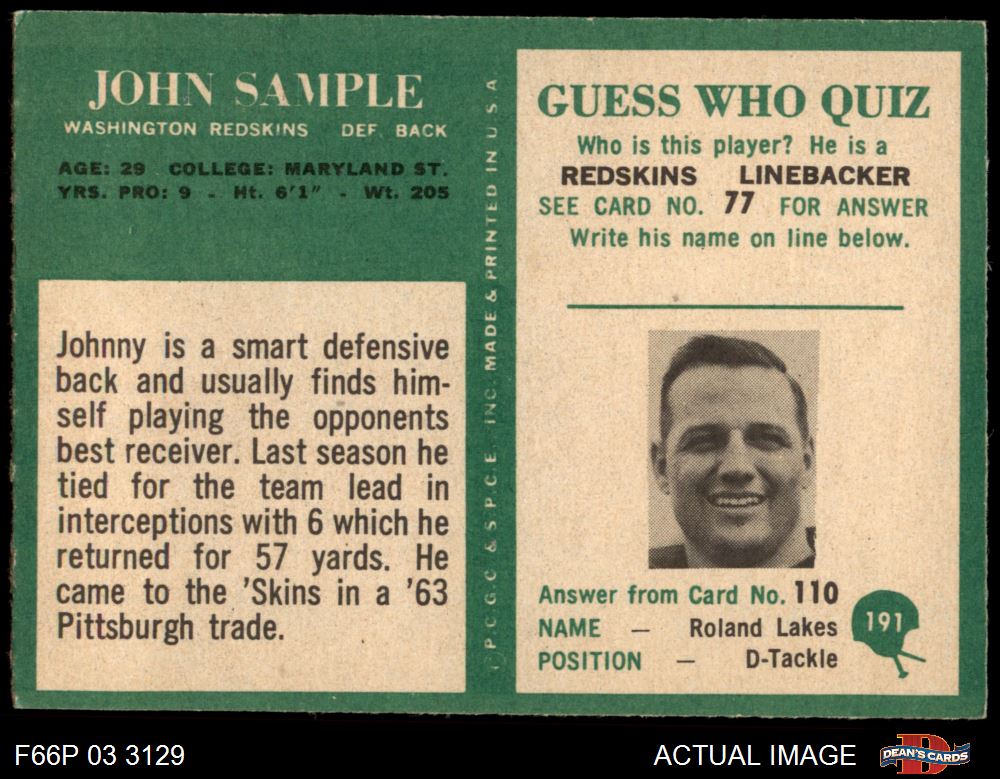 JOHN SAMPLE
WASHINGTON REDSKINS DEF. BACK
AGE: 29 COLLEGE: MARYLAND ST.
YRS. PRO: 9 - Ht. 6'1" - Wt. 205
Johnny is a smart defensive
back and usually finds him-
self playing the opponents
best receiver. Last season he
tied for the team lead in
interceptions with 6 which he
returned for 57 yards. He
came to the 'Skins in a '63
Pittsburgh trade.
©P.C.G.C & S.P.C.E. INC. MADE & PRINTED IN U S A
GUESS WHO QUIZ
Who is this player? He is a
REDSKINS LINEBACKER
SEE CARD NO. 77 FOR ANSWER
Write his name on line below.
Answer from Card No. 110
NAME — Roland Lakes
POSITION — D-Tackle
191
F66P 03 3129
ACTUAL IMAGE
DEAN'S CARDS